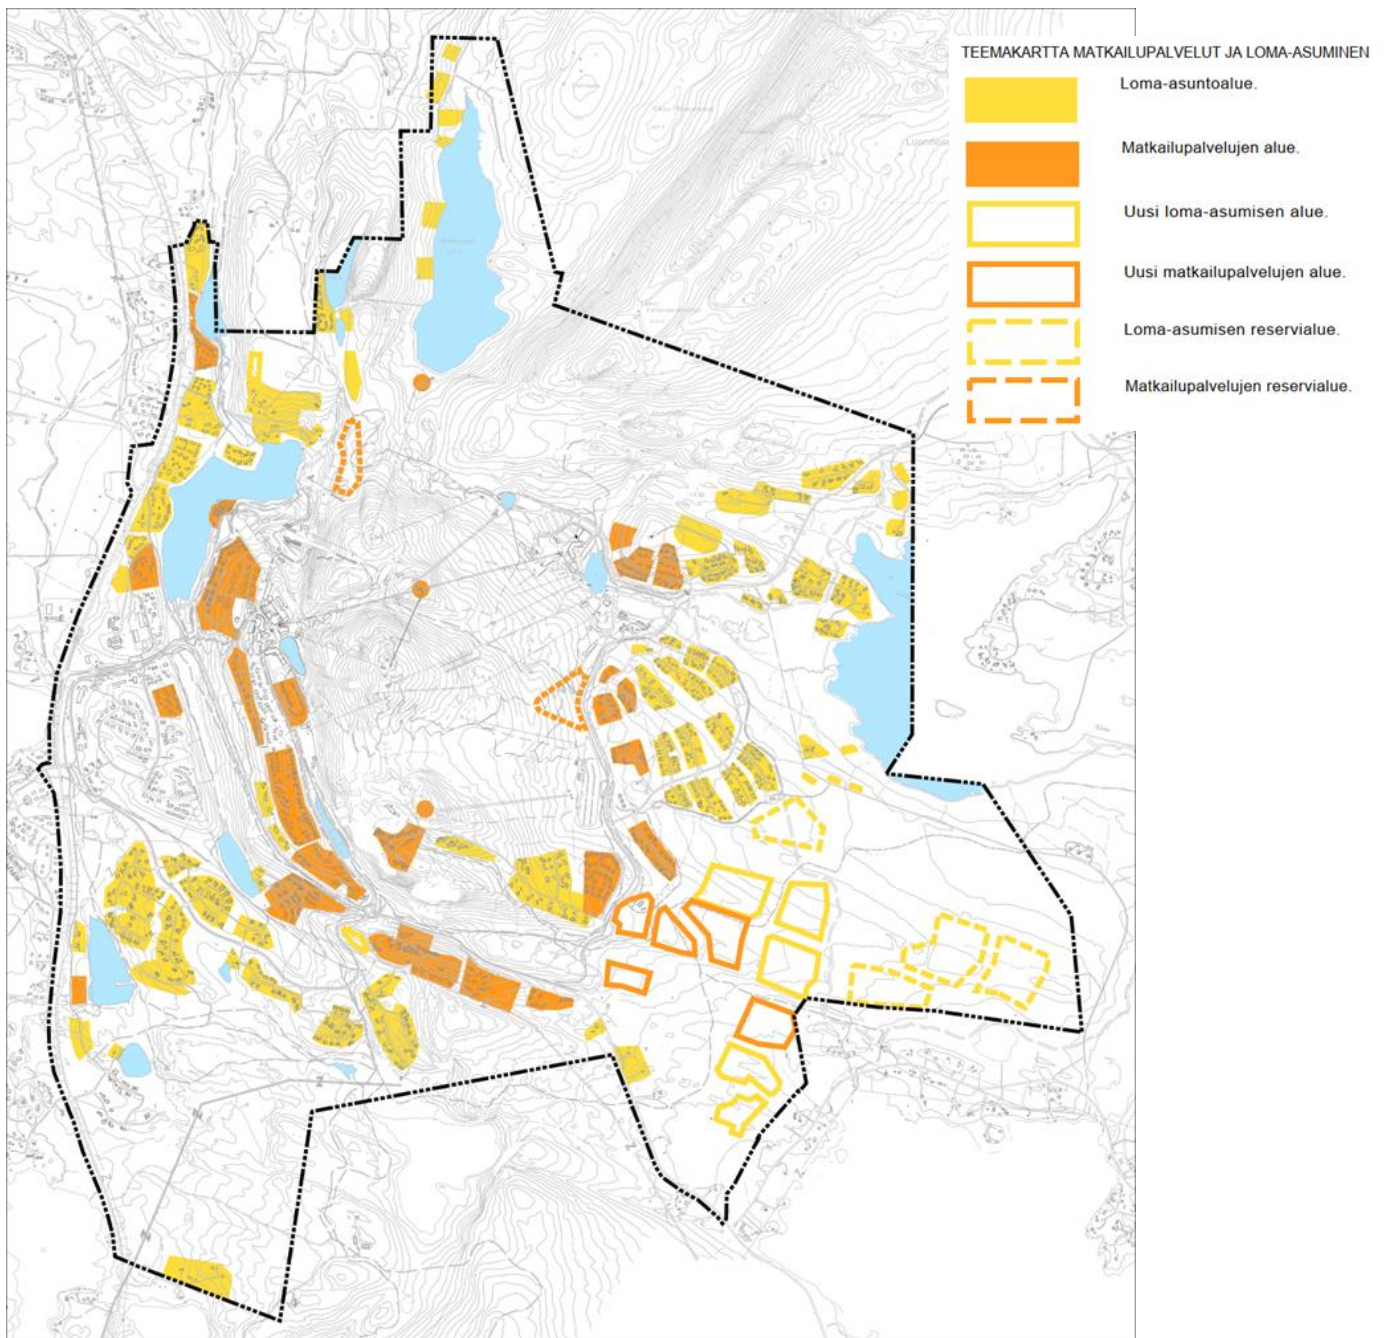 TEEMAKARTTA MATKAILUPALVELUT JA LOMA-ASUMINEN
Loma-asuntoalue.
Matkailupalvelujen alue.
Uusi loma-asumisen alue.
Uusi matkailupalvelujen alue.
Loma-asumisen reservialue.
Matkailupalvelujen reservialue.